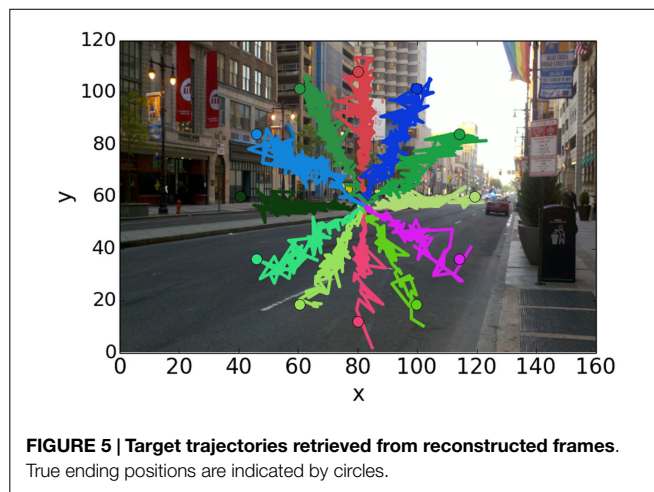 120
100
80
60
40
20
0
0 20 40 60 80 100 120 140 160
y
x
FIGURE 5 | Target trajectories retrieved from reconstructed frames.
True ending positions are indicated by circles.